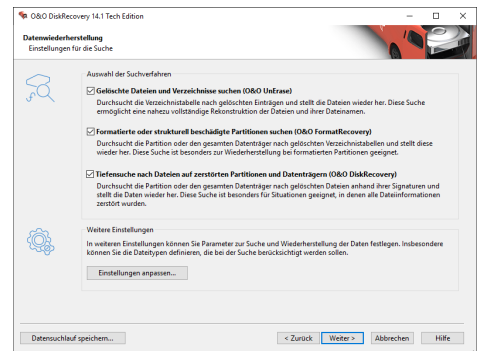 O&O DiskRecovery 14.1 Tech Edition
Datenwiederherstellung
Einstellungen für die Suche
Auswahl der Suchverfahren
Gelöschte Dateien und Verzeichnisse suchen (O&O UnErase)
Durchsucht die Verzeichnistabelle nach gelöschten Einträgen und stellt die Dateien wieder her. Diese Suche
ermöglicht eine nahezu vollständige Rekonstruktion der Dateien und ihrer Dateinamen.
Formatierte oder strukturell beschädigte Partitionen suchen (O&O FormatRecovery)
Durchsucht die Partition oder den gesamten Datenträger nach gelöschten Verzeichnistabellen und stellt diese
wieder her. Diese Suche ist besonders zur Wiederherstellung bei formatierten Partitionen geeignet.
Tiefensuche nach Dateien auf zerstörten Partitionen und Datenträgern (O&O DiskRecovery)
Durchsucht die Partition oder den gesamten Datenträger nach gelöschten Dateien anhand ihrer Signaturen und
stellt die Daten wieder her. Diese Suche ist besonders für Situationen geeignet, in denen alle Dateiinformationen
zerstört wurden.
Weitere Einstellungen
In weiteren Einstellungen können Sie Parameter zur Suche und Wiederherstellung der Daten festlegen. Insbesondere
können Sie die Dateitypen definieren, die bei der Suche berücksichtigt werden sollen.
Einstellungen anpassen...
Datensuchlauf speichern... < Zurück Weiter > Abbrechen Hilfe